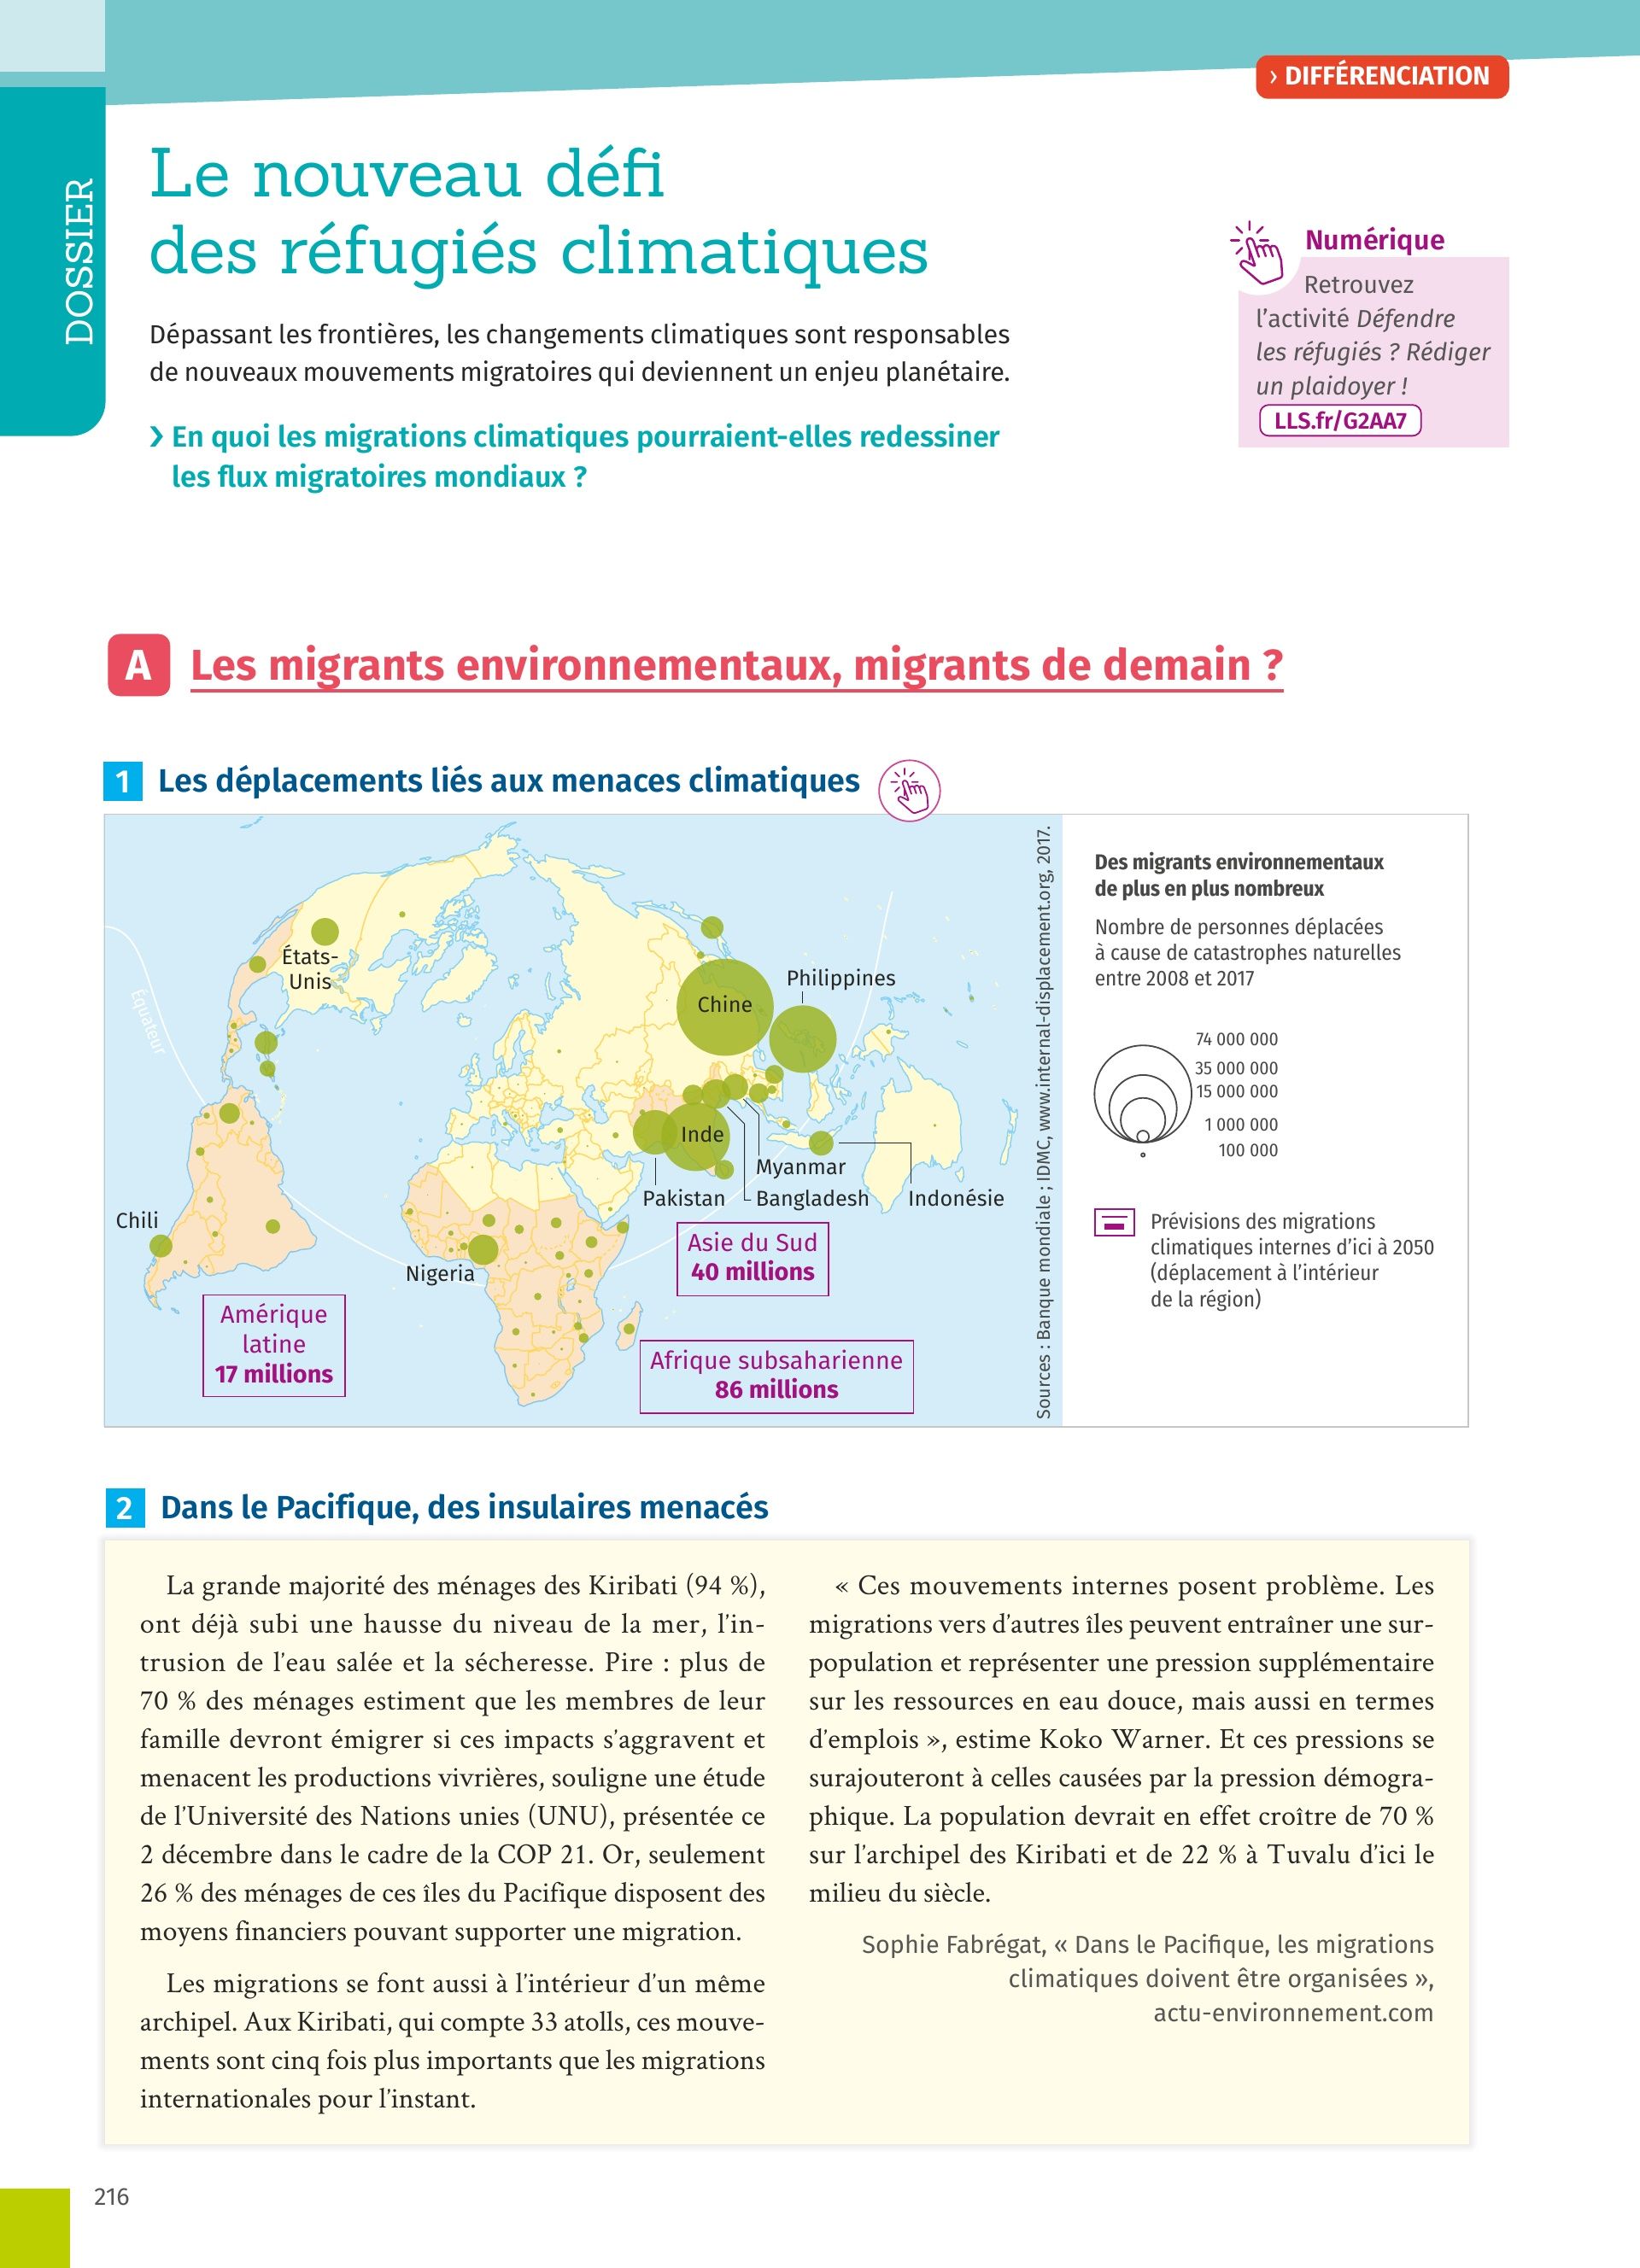 › DIFFÉRENCIATION
DOSSIER
Le nouveau défi
des réfugiés climatiques
Dépassant les frontières, les changements climatiques sont responsables
de nouveaux mouvements migratoires qui deviennent un enjeu planétaire.
› En quoi les migrations climatiques pourraient-elles redessiner
les flux migratoires mondiaux ?
Numérique
Retrouvez
l’activité Défendre
les réfugiés ? Rédiger
un plaidoyer !
LLS.fr/G2AA7
A Les migrants environnementaux, migrants de demain ?
1 Les déplacements liés aux menaces climatiques
Équateur
États-
Unis
Chine
Philippines
Inde
Myanmar
Pakistan
Bangladesh
Indonésie
Chili
Nigeria
Asie du Sud
40 millions
Amérique
latine
17 millions
Afrique subsaharienne
86 millions
Sources : Banque mondiale ; IDMC, www.internal-displacement.org, 2017.
Des migrants environnementaux
de plus en plus nombreux
Nombre de personnes déplacées
à cause de catastrophes naturelles
entre 2008 et 2017
74 000 000
35 000 000
15 000 000
1 000 000
100 000
Prévisions des migrations
climatiques internes d’ici à 2050
(déplacement à l’intérieur
de la région)
2 Dans le Pacifique, des insulaires menacés
La grande majorité des ménages des Kiribati (94 %),
ont déjà subi une hausse du niveau de la mer, l’in-
trusion de l’eau salée et la sécheresse. Pire : plus de
70 % des ménages estiment que les membres de leur
famille devront émigrer si ces impacts s’aggravent et
menacent les productions vivrières, souligne une étude
de l’Université des Nations unies (UNU), présentée ce
2 décembre dans le cadre de la COP 21. Or, seulement
26 % des ménages de ces îles du Pacifique disposent des
moyens financiers pouvant supporter une migration.
Les migrations se font aussi à l’intérieur d’un même
archipel. Aux Kiribati, qui compte 33 atolls, ces mouve-
ments sont cinq fois plus importants que les migrations
internationales pour l’instant.
« Ces mouvements internes posent problème. Les
migrations vers d’autres îles peuvent entraîner une sur-
population et représenter une pression supplémentaire
sur les ressources en eau douce, mais aussi en termes
d’emplois », estime Koko Warner. Et ces pressions se
surajouteront à celles causées par la pression démogra-
phique. La population devrait en effet croître de 70 %
sur l’archipel des Kiribati et de 22 % à Tuvalu d’ici le
milieu du siècle.
Sophie Fabrégat, « Dans le Pacifique, les migrations
climatiques doivent être organisées »,
actu-environnement.com
216